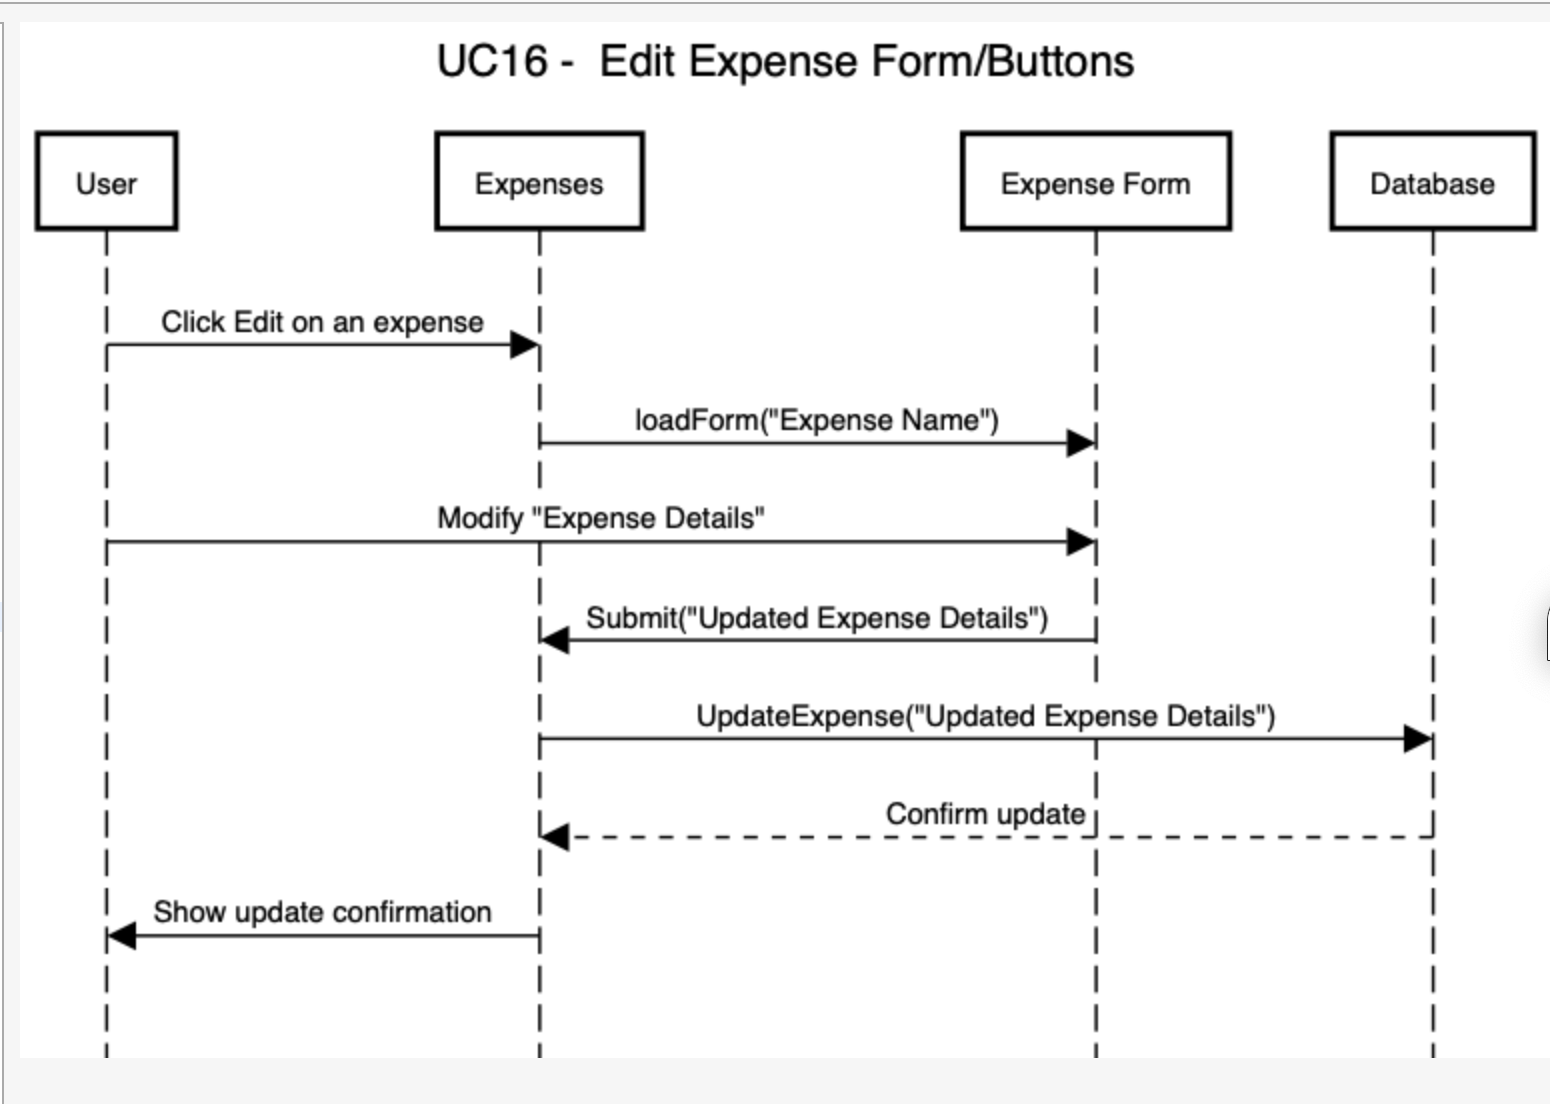 UC16 -  Edit Expense Form/Buttons
User
Expenses
Expense Form
Database
Click Edit on an expense
loadForm("Expense Name")
Modify "Expense Details"
Submit("Updated Expense Details")
UpdateExpense("Updated Expense Details")
Confirm update
Show update confirmation